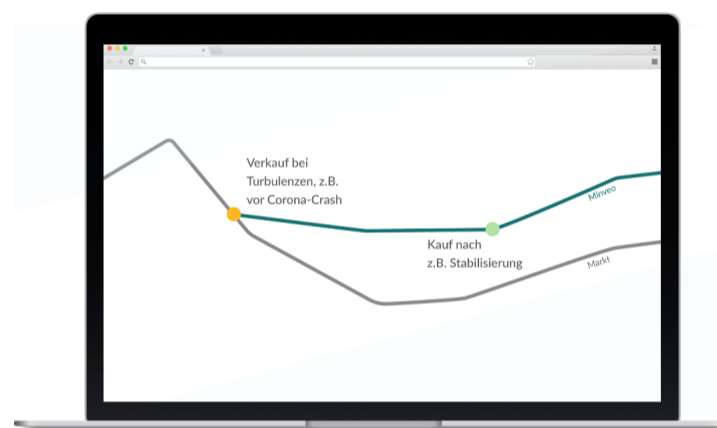 Verkauf bei
Turbulenzen, z.B.
vor Corona-Crash
Minveo
Kauf nach
z.B. Stabilisierung
Markt